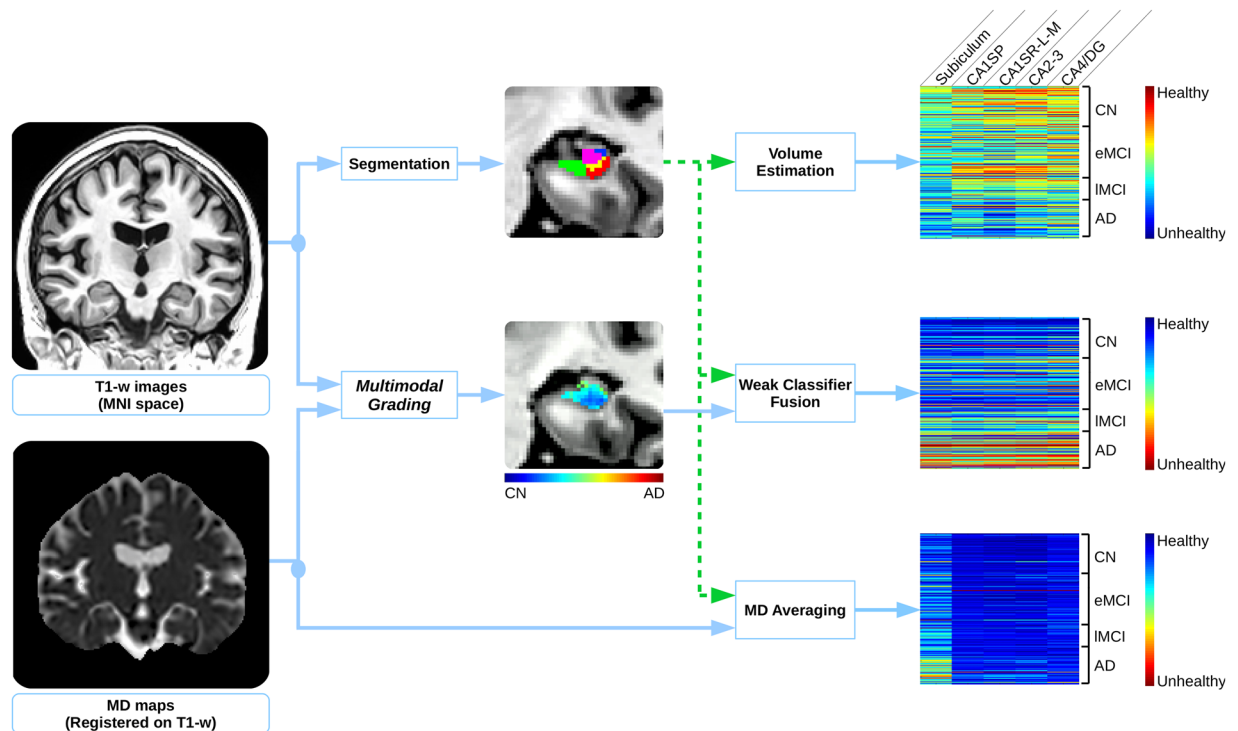 T1-w images
(MNI space)
MD maps
(Registered on T1-w)
Segmentation
Multimodal
Grading
CN
AD
Volume
Estimation
Weak Classifier
Fusion
MD Averaging
Subiculum
CA1SP
CA1SR-L-M
CA2-3
CA4/DG
CN
eMCI
lMCI
AD
Healthy
Unhealthy
CN
eMCI
lMCI
AD
Healthy
Unhealthy
CN
eMCI
lMCI
AD
Healthy
Unhealthy